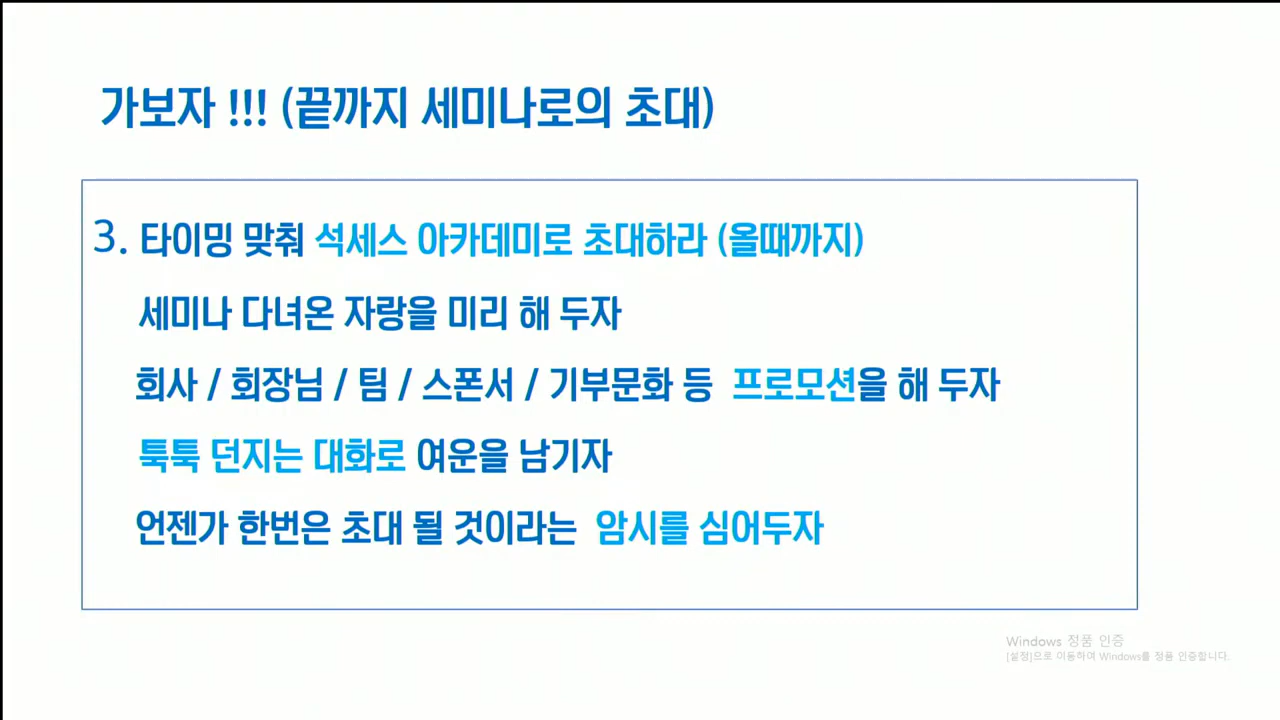 가보자 !!! (끝까지 세미나로의 초대)
3. 타이밍 맞춰 석세스 아카데미로 초대하라 (올때까지)
세미나 다녀온 자랑을 미리 해 두자
회사 / 회장님 / 팀 / 스폰서 / 기부문화 등 프로모션을 해 두자
툭툭 던지는 대화로 여운을 남기자
언젠가 한번은 초대 될 것이라는 암시를 심어두자
Windows 정품 인증
[설정]으로 이동하여 Windows를 정품 인증합니다.